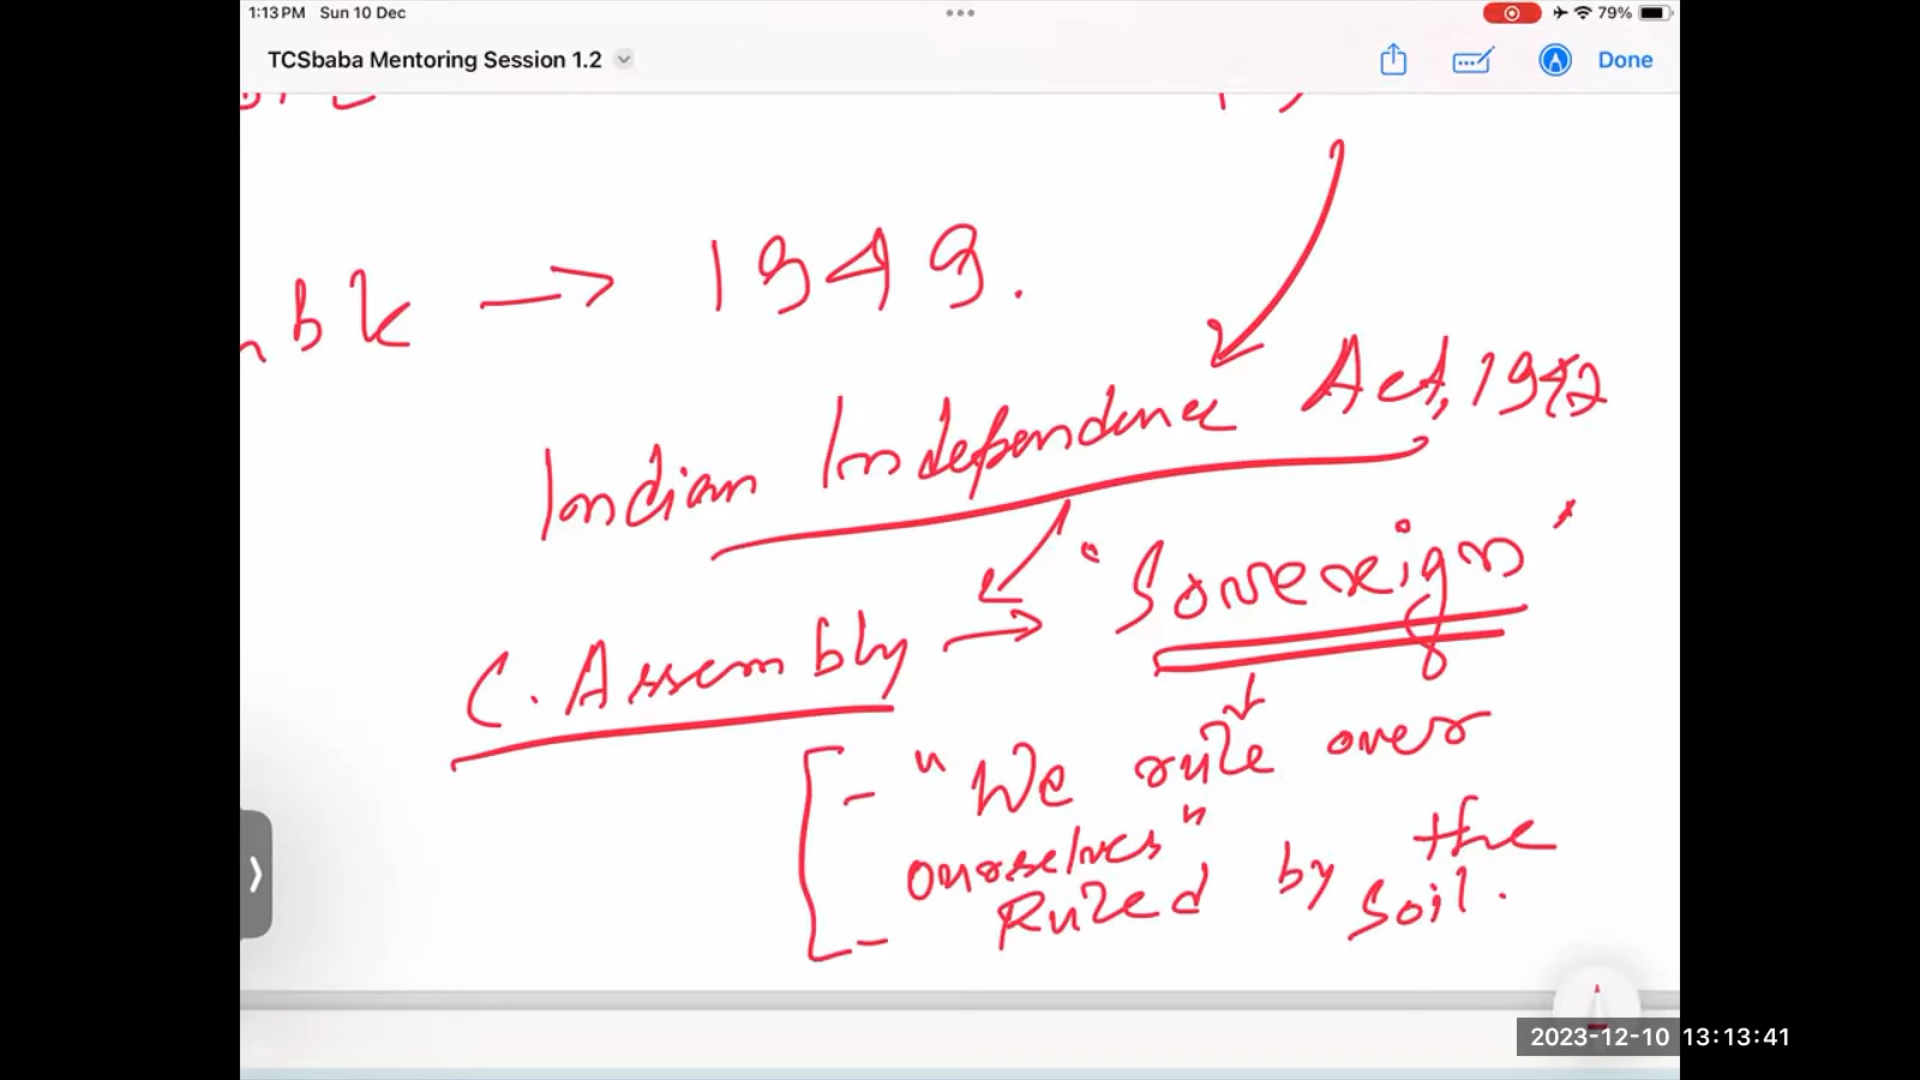 1:13 PM Sun 10 Dec
79%
TCSbaba Mentoring Session 1.2
Done
bk → 1949.
Indian Independence Act, 1947
C. Assembly → "Sovereign"
- "We rule over
ourselves"
- Ruled by the
soil.
2023-12-10 13:13:41